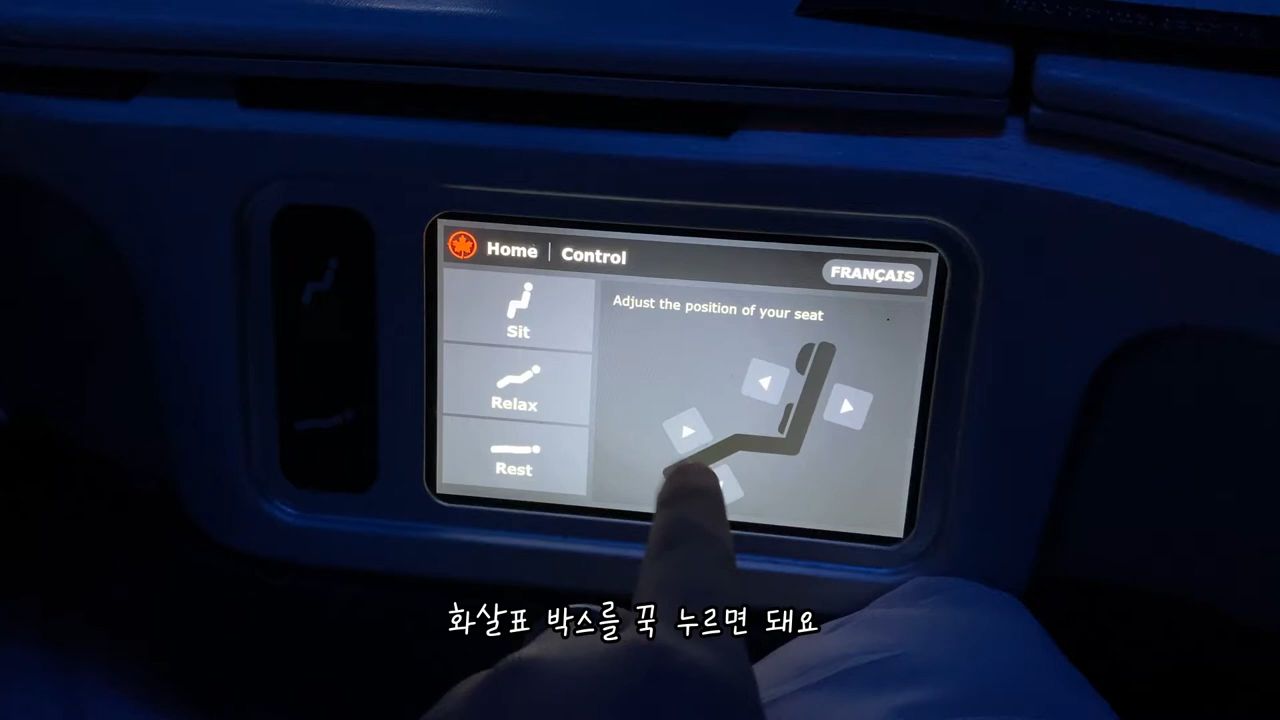 Home | Control
FRANÇAIS
Sit
Relax
Rest
Adjust the position of your seat
화살표 박스를 꾹 누르면 돼요